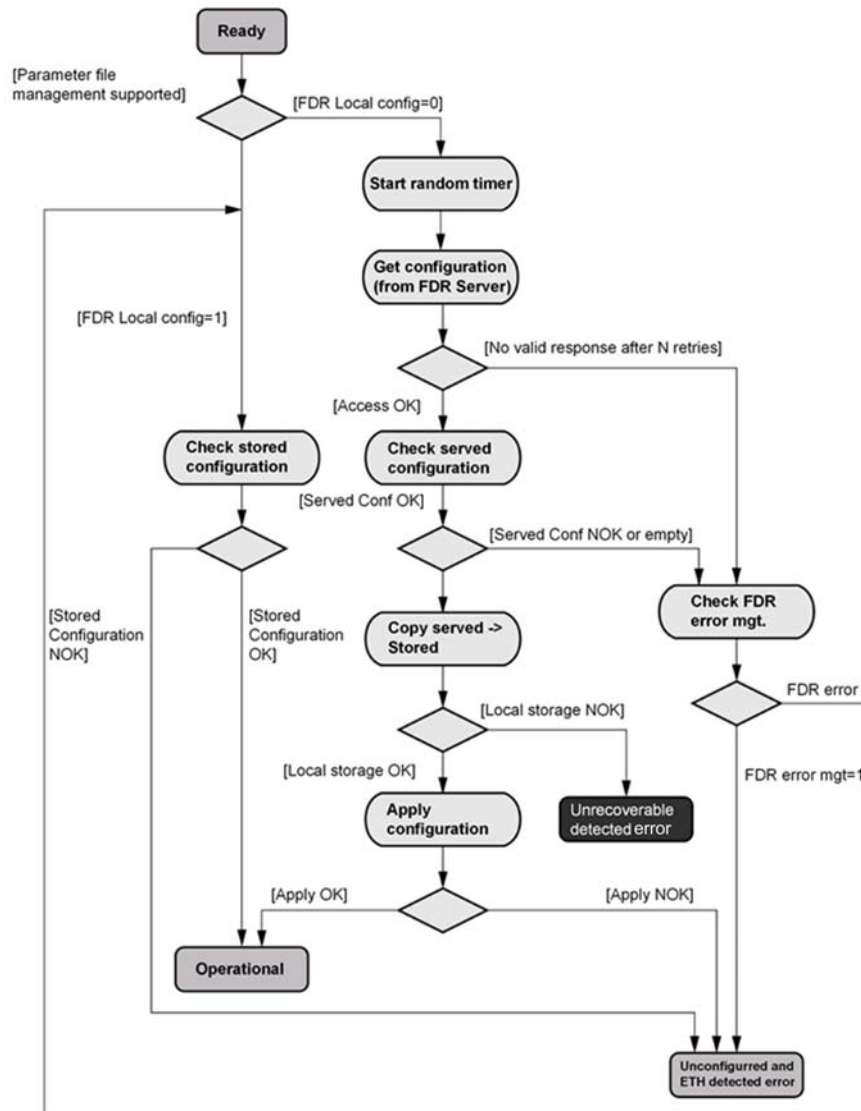 Ready
[Parameter file
management supported]
[FDR Local config=0]
Start random timer
Get configuration
(from FDR Server)
[FDR Local config=1]
[No valid response after N retries]
[Access OK]
Check stored
configuration
Check served
configuration
[Served Conf OK]
[Served Conf NOK or empty]
[Stored
Configuration
NOK]
[Stored
Configuration
OK]
Copy served ->
Stored
Check FDR
error mgt.
[Local storage NOK]
FDR error
[Local storage OK]
FDR error mgt=1
Apply
configuration
Unrecoverable
detected error
[Apply OK]
[Apply NOK]
Operational
Unconfigurred and
ETH detected error